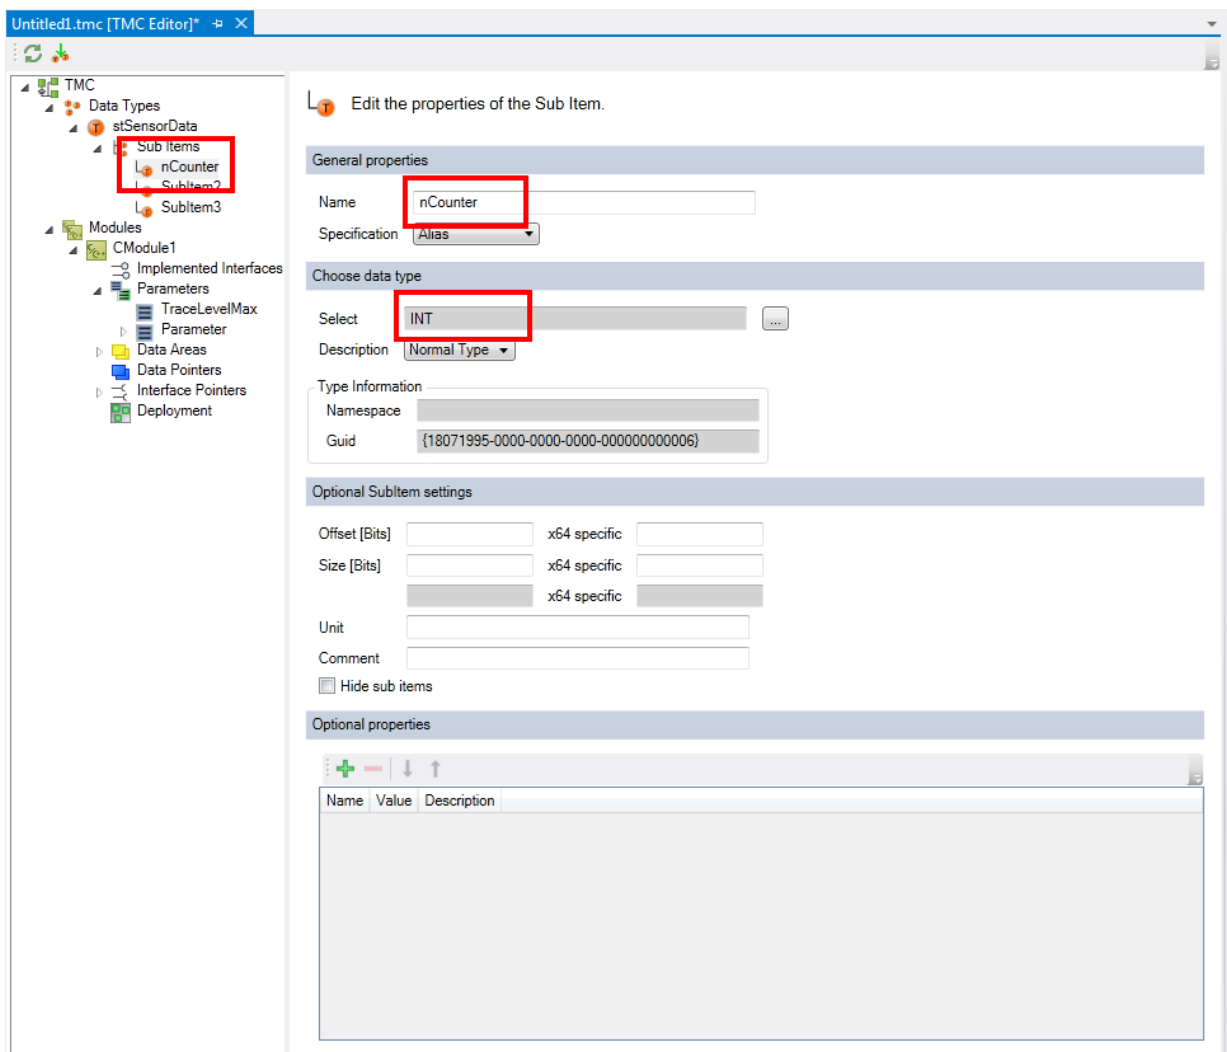 Untitled1.tmc [TMC Editor]*
TMC
Data Types
stSensorData
Sub Items
nCounter
SubItem2
SubItem3
Modules
CModule1
Implemented Interfaces
Parameters
TraceLevelMax
Parameter
Data Areas
Data Pointers
Interface Pointers
Deployment
Edit the properties of the Sub Item.
General properties
Name nCounter
Specification Alias
Choose data type
Select INT ...
Description Normal Type
Type Information
Namespace
Guid {18071995-0000-0000-0000-000000000006}
Optional SubItem settings
Offset [Bits] x64 specific
Size [Bits] x64 specific
x64 specific
Unit
Comment
Hide sub items
Optional properties
Name Value Description